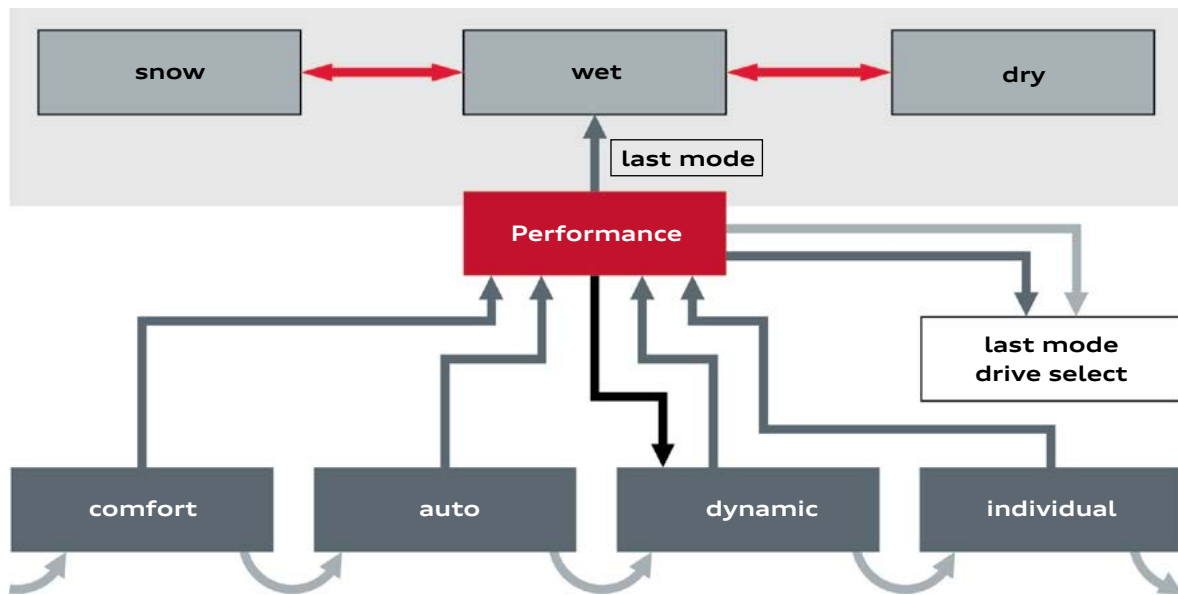 snow
wet
dry
last mode
Performance
last mode
drive select
comfort
auto
dynamic
individual